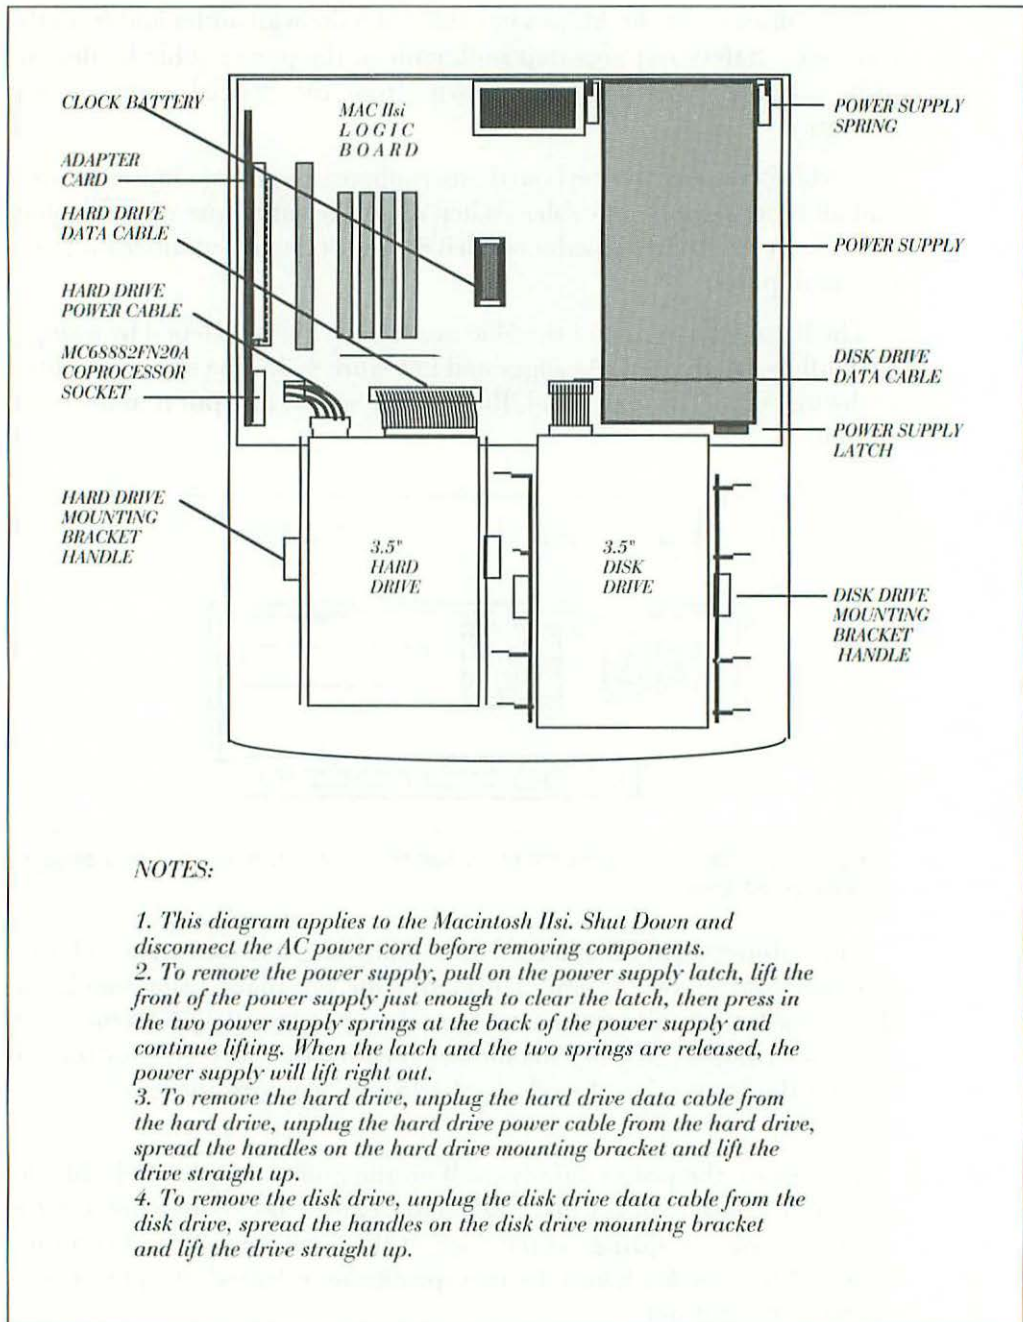 CLOCK BATTERY
ADAPTER
CARD
HARD DRIVE
DATA CABLE
HARD DRIVE
POWER CABLE
MC68882FN20A
COPROCESSOR
SOCKET
HARD DRIVE
MOUNTING
BRACKET
HANDLE
MAC IIsi
LOGIC
BOARD
3.5"
HARD
DRIVE
3.5"
DISK
DRIVE
POWER SUPPLY
SPRING
POWER SUPPLY
DISK DRIVE
DATA CABLE
POWER SUPPLY
LATCH
DISK DRIVE
MOUNTING
BRACKET
HANDLE
NOTES:
1. This diagram applies to the Macintosh IIsi. Shut Down and
disconnect the AC power cord before removing components.
2. To remove the power supply, pull on the power supply latch, lift the
front of the power supply just enough to clear the latch, then press in
the two power supply springs at the back of the power supply and
continue lifting. When the latch and the two springs are released, the
power supply will lift right out.
3. To remove the hard drive, unplug the hard drive data cable from
the hard drive, unplug the hard drive power cable from the hard drive,
spread the handles on the hard drive mounting bracket and lift the
drive straight up.
4. To remove the disk drive, unplug the disk drive data cable from the
disk drive, spread the handles on the disk drive mounting bracket
and lift the drive straight up.